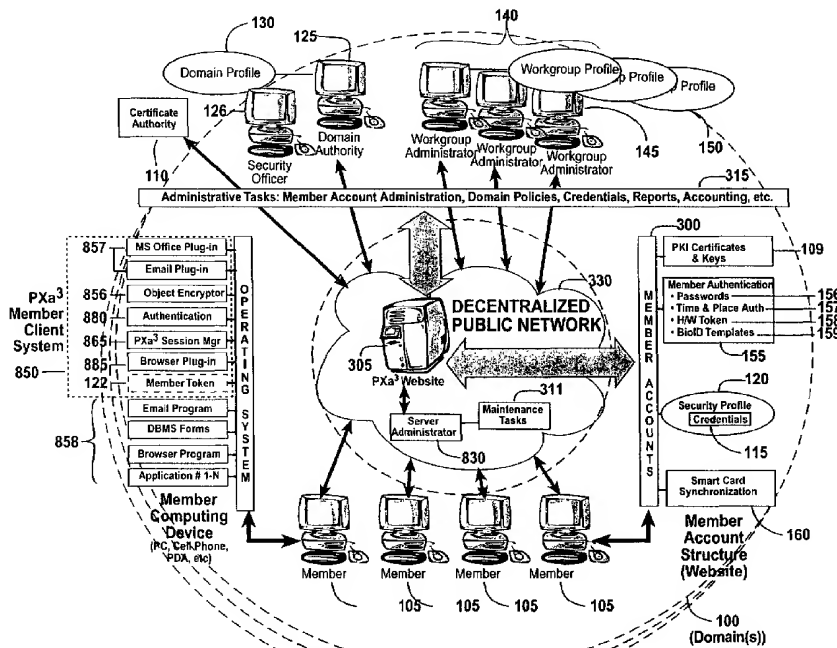 130
125
140
Domain Profile
Workgroup Profile
p Profile
p Profile
126
Certificate
Authority
110
Security
Officer
Domain
Authority
Workgroup
Administrator
Workgroup
Administrator
Workgroup
Administrator
145
150
315
Administrative Tasks: Member Account Administration, Domain Policies, Credentials, Reports, Accounting, etc.
857
MS Office Plug-in
Email Plug-in
PXa³
Member
Client
System
850
856
Object Encryptor
880
Authentication
865
PXa³ Session Mgr
885
Browser Plug-in
122
Member Token
858
Email Program
DBMS Forms
Browser Program
Application # 1-N
OPERATING SYSTEM
Member
Computing
Device
(PC, Cell Phone,
PDA, etc)
330
DECENTRALIZED
PUBLIC NETWORK
305
PXa³ Website
311
Maintenance
Tasks
Server
Administrator
830
300
MEMBER ACCOUNTS
PKI Certificates
& Keys
109
Member Authentication
• Passwords
156
• Time & Place Auth
• H/W Token
158
• BioID Templates
155
120
Security Profile
Credentials
115
Smart Card
Synchronization
160
Member
Account
Structure
(Website)
Member
Member
Member
Member
105
105
105
105
100
(Domain(s))